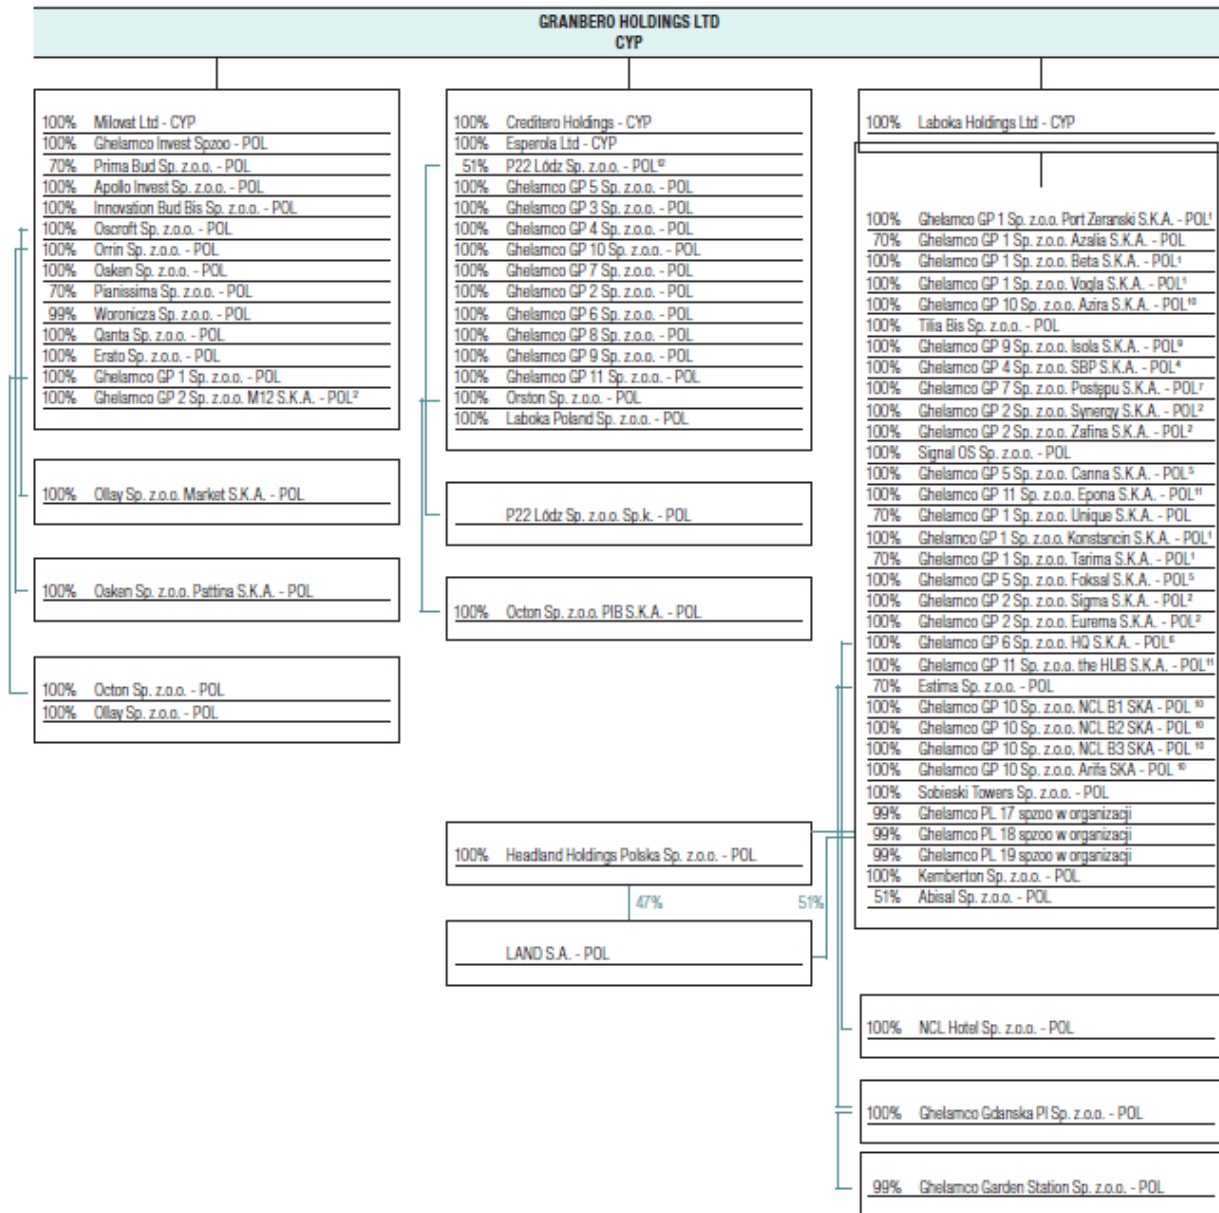 GRANBERO HOLDINGS LTD
CYP
100% Milovat Ltd - CYP
100% Ghelamco Invest Spzoo - POL
70% Prima Bud Sp. z.o.o. - POL
100% Apollo Invest Sp. z.o.o. - POL
100% Innovation Bud Bis Sp. z.o.o. - POL
100% Oscroft Sp. z.o.o. - POL
100% Orrin Sp. z.o.o. - POL
100% Oaken Sp. z.o.o. - POL
70% Pianissima Sp. z.o.o. - POL
99% Woronicza Sp. z.o.o. - POL
100% Qanta Sp. z.o.o. - POL
100% Erato Sp. z.o.o. - POL
100% Ghelamco GP 1 Sp. z.o.o. - POL
100% Ghelamco GP 2 Sp. z.o.o. M12 S.K.A. - POL²
100% Ollay Sp. z.o.o. Market S.K.A. - POL
100% Oaken Sp. z.o.o. Pattina S.K.A. - POL
100% Octon Sp. z.o.o. - POL
100% Ollay Sp. z.o.o. - POL
100% Creditero Holdings - CYP
100% Esperola Ltd - CYP
51% P22 Lódz Sp. z.o.o. - POL¹²
100% Ghelamco GP 5 Sp. z.o.o. - POL
100% Ghelamco GP 3 Sp. z.o.o. - POL
100% Ghelamco GP 4 Sp. z.o.o. - POL
100% Ghelamco GP 10 Sp. z.o.o. - POL
100% Ghelamco GP 7 Sp. z.o.o. - POL
100% Ghelamco GP 2 Sp. z.o.o. - POL
100% Ghelamco GP 6 Sp. z.o.o. - POL
100% Ghelamco GP 8 Sp. z.o.o. - POL
100% Ghelamco GP 9 Sp. z.o.o. - POL
100% Ghelamco GP 11 Sp. z.o.o. - POL
100% Orston Sp. z.o.o. - POL
100% Laboka Poland Sp. z.o.o. - POL
P22 Lódz Sp. z.o.o. Sp.k. - POL
100% Octon Sp. z.o.o. PIB S.K.A. - POL
100% Headland Holdings Polska Sp. z.o.o. - POL
47%
51%
LAND S.A. - POL
100% Laboka Holdings Ltd - CYP
100% Ghelamco GP 1 Sp. z.o.o. Port Zeranski S.K.A. - POL¹
70% Ghelamco GP 1 Sp. z.o.o. Azalia S.K.A. - POL
100% Ghelamco GP 1 Sp. z.o.o. Beta S.K.A. - POL¹
100% Ghelamco GP 1 Sp. z.o.o. Vogla S.K.A. - POL¹
100% Ghelamco GP 10 Sp. z.o.o. Azira S.K.A. - POL¹⁰
100% Tilia Bis Sp. z.o.o. - POL
100% Ghelamco GP 9 Sp. z.o.o. Isola S.K.A. - POL⁹
100% Ghelamco GP 4 Sp. z.o.o. SBP S.K.A. - POL⁴
100% Ghelamco GP 7 Sp. z.o.o. Postępu S.K.A. - POL⁷
100% Ghelamco GP 2 Sp. z.o.o. Synergy S.K.A. - POL²
100% Ghelamco GP 2 Sp. z.o.o. Zafina S.K.A. - POL²
100% Signal OS Sp. z.o.o. - POL
100% Ghelamco GP 5 Sp. z.o.o. Canna S.K.A. - POL⁵
100% Ghelamco GP 11 Sp. z.o.o. Epona S.K.A. - POL¹¹
70% Ghelamco GP 1 Sp. z.o.o. Unique S.K.A. - POL
100% Ghelamco GP 1 Sp. z.o.o. Konstancin S.K.A. - POL¹
70% Ghelamco GP 1 Sp. z.o.o. Tarima S.K.A. - POL¹
100% Ghelamco GP 5 Sp. z.o.o. Foksal S.K.A. - POL⁵
100% Ghelamco GP 2 Sp. z.o.o. Sigma S.K.A. - POL²
100% Ghelamco GP 2 Sp. z.o.o. Eurema S.K.A. - POL²
100% Ghelamco GP 6 Sp. z.o.o. HQ S.K.A. - POL⁶
100% Ghelamco GP 11 Sp. z.o.o. the HUB S.K.A. - POL¹¹
70% Estima Sp. z.o.o. - POL
100% Ghelamco GP 10 Sp. z.o.o. NCL B1 SKA - POL ¹⁰
100% Ghelamco GP 10 Sp. z.o.o. NCL B2 SKA - POL ¹⁰
100% Ghelamco GP 10 Sp. z.o.o. NCL B3 SKA - POL ¹⁰
100% Ghelamco GP 10 Sp. z.o.o. Arifa SKA - POL ¹⁰
100% Sobieski Towers Sp. z.o.o. - POL
99% Ghelamco PL 17 spzoo w organizacji
99% Ghelamco PL 18 spzoo w organizacji
99% Ghelamco PL 19 spzoo w organizacji
100% Kemberton Sp. z.o.o. - POL
51% Abisal Sp. z.o.o. - POL
100% NCL Hotel Sp. z.o.o. - POL
100% Ghelamco Gdanska PI Sp. z.o.o. - POL
99% Ghelamco Garden Station Sp. z.o.o. - POL